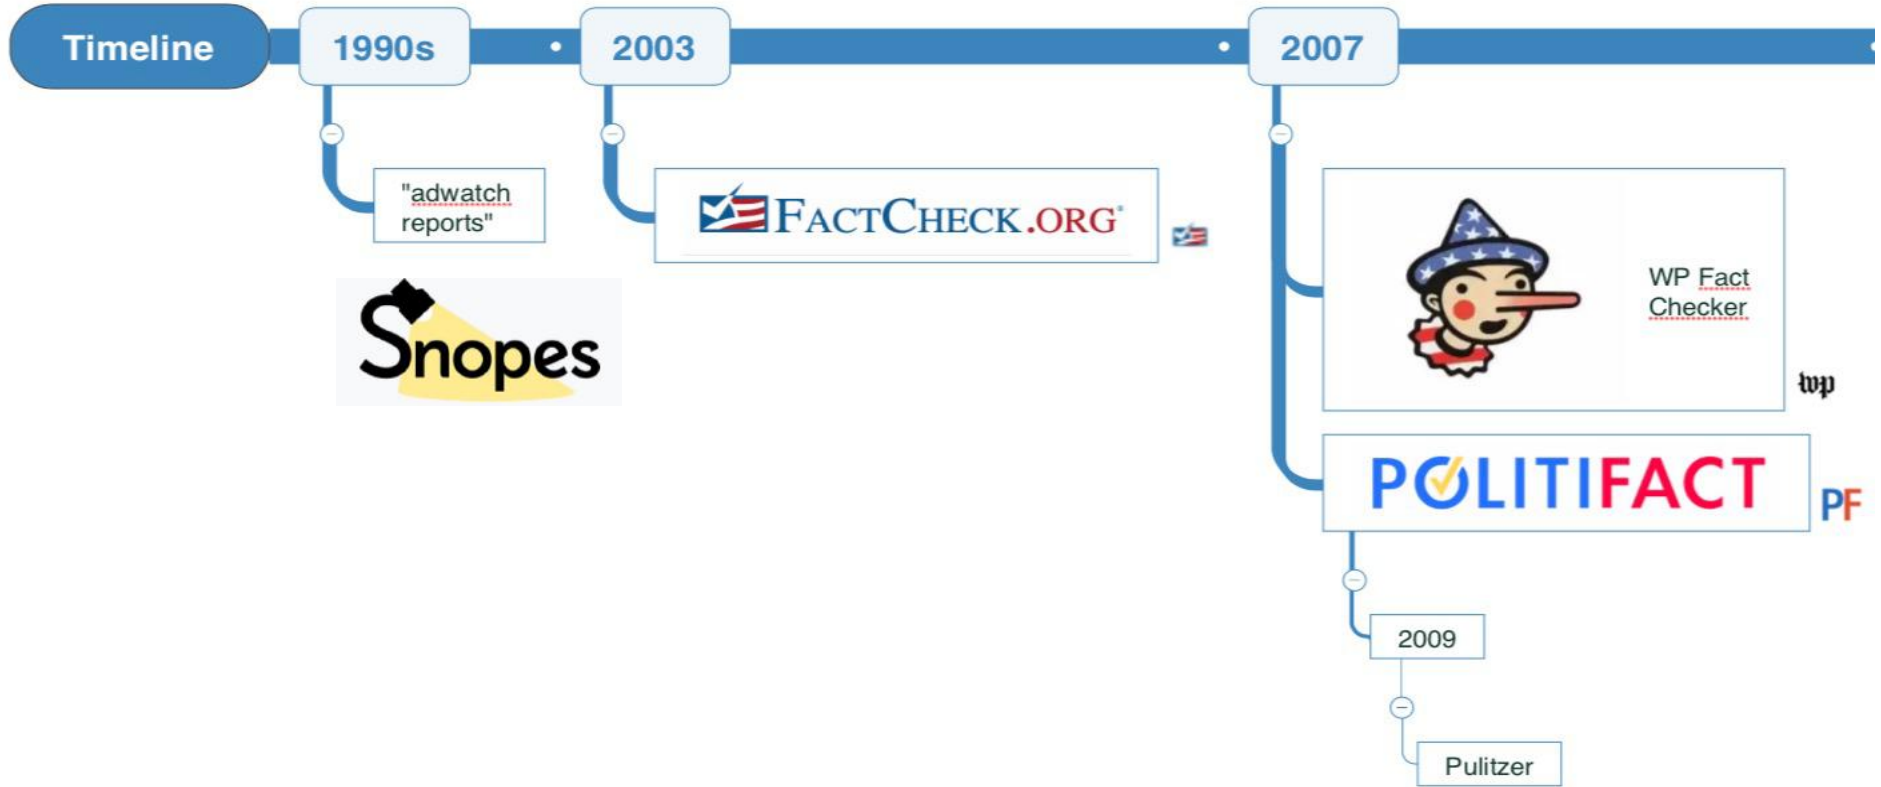 Timeline
1990s
2003
2007
"adwatch
reports"
FACTCHECK.ORG®
WP Fact
Checker
wp
Snopes
POLITIFACT
PF
2009
Pulitzer